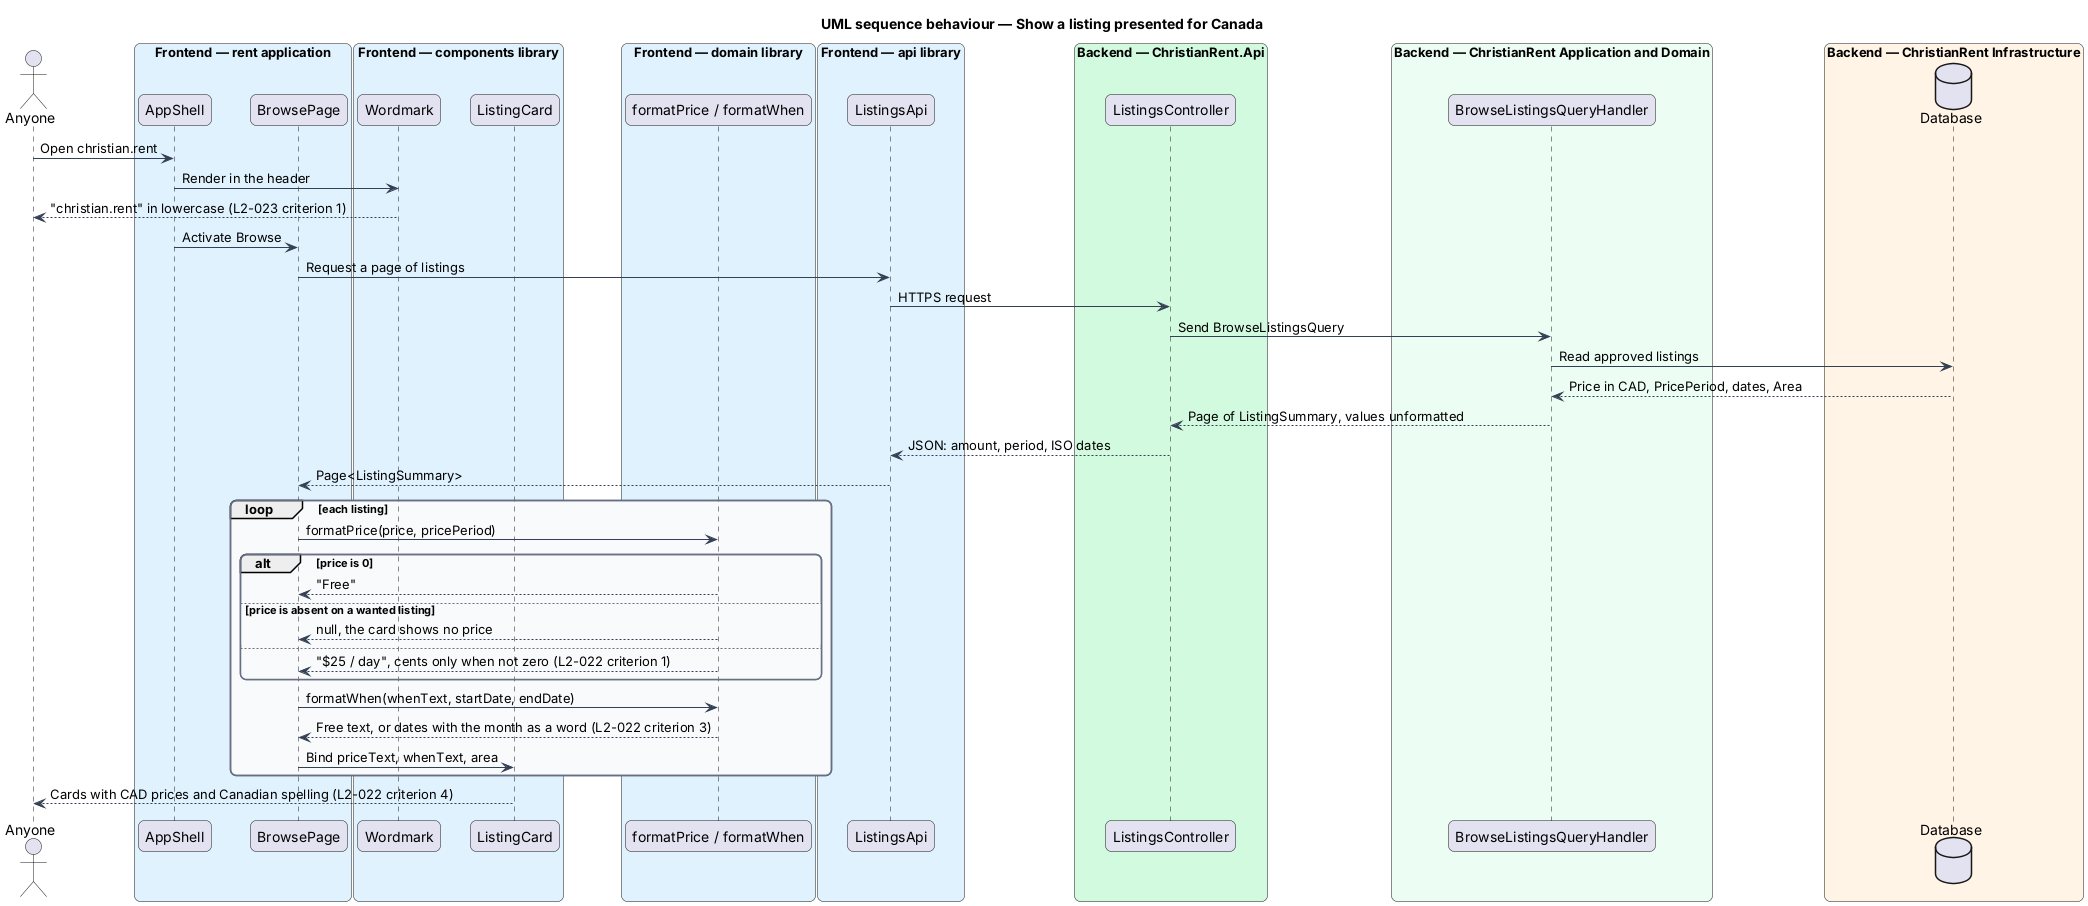 UML sequence behaviour — Show a listing presented for Canada
Frontend — rent application
Frontend — components library
Frontend — domain library
Frontend — api library
Backend — ChristianRent.Api
Backend — ChristianRent Application and Domain
Backend — ChristianRent Infrastructure
Anyone
AppShell
BrowsePage
Wordmark
ListingCard
formatPrice / formatWhen
ListingsApi
ListingsController
BrowseListingsQueryHandler
Database
Open christian.rent
Render in the header
"christian.rent" in lowercase (L2-023 criterion 1)
Activate Browse
Request a page of listings
HTTPS request
Send BrowseListingsQuery
Read approved listings
Price in CAD, PricePeriod, dates, Area
Page of ListingSummary, values unformatted
JSON: amount, period, ISO dates
Page<ListingSummary>
loop [each listing]
formatPrice(price, pricePeriod)
alt [price is 0]
"Free"
[price is absent on a wanted listing]
null, the card shows no price
"$25 / day", cents only when not zero (L2-022 criterion 1)
formatWhen(whenText, startDate, endDate)
Free text, or dates with the month as a word (L2-022 criterion 3)
Bind priceText, whenText, area
Cards with CAD prices and Canadian spelling (L2-022 criterion 4)
Anyone
AppShell
BrowsePage
Wordmark
ListingCard
formatPrice / formatWhen
ListingsApi
ListingsController
BrowseListingsQueryHandler
Database